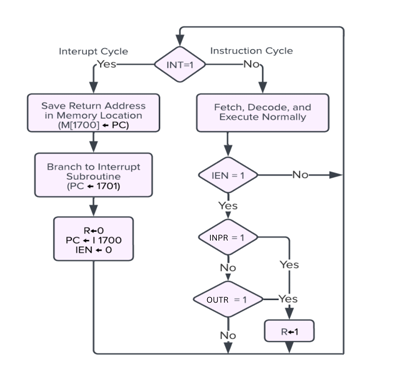 Interupt Cycle
Instruction Cycle
INT=1
Yes
No
Save Return Address
in Memory Location
(M[1700] ← PC)
Fetch, Decode, and
Execute Normally
Branch to Interrupt
Subroutine
(PC ← 1701)
IEN = 1
No
Yes
R←0
PC ← I 1700
IEN ← 0
INPR = 1
No
Yes
OUTR = 1
Yes
No
R←1